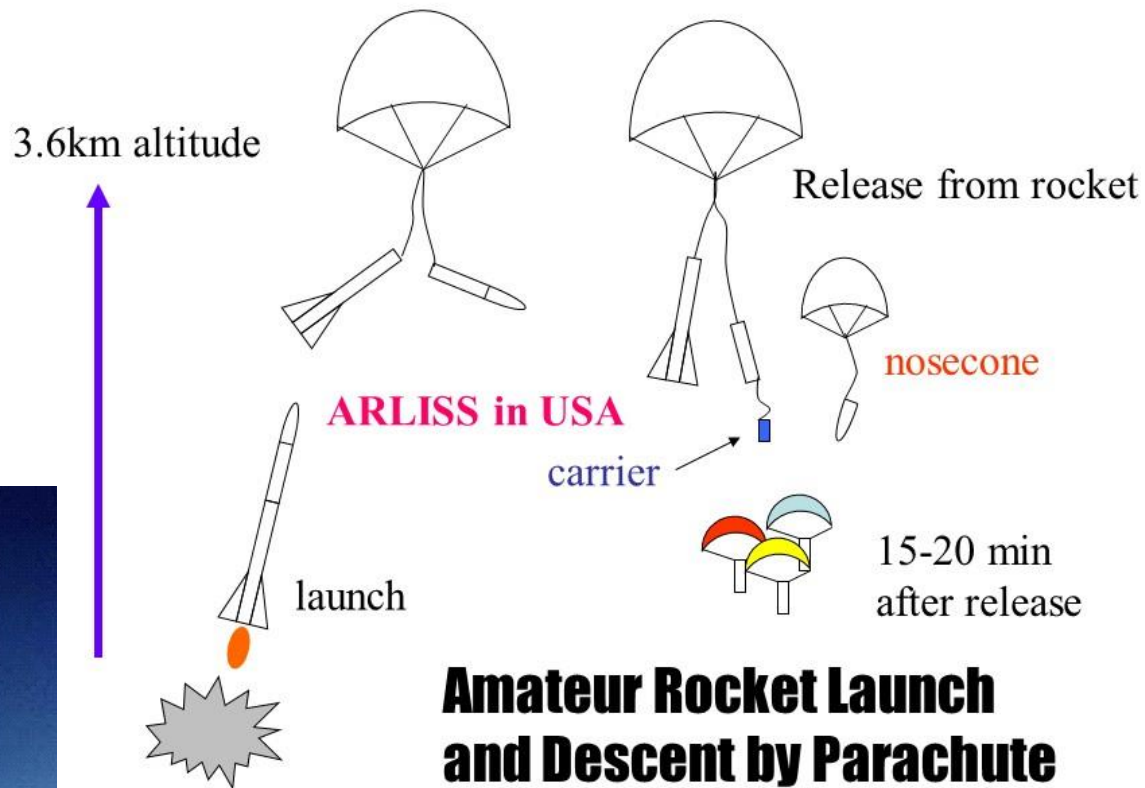 3.6km altitude
Release from rocket
nosecone
ARLISS in USA
carrier
15-20 min
after release
launch
Amateur Rocket Launch
and Descent by Parachute